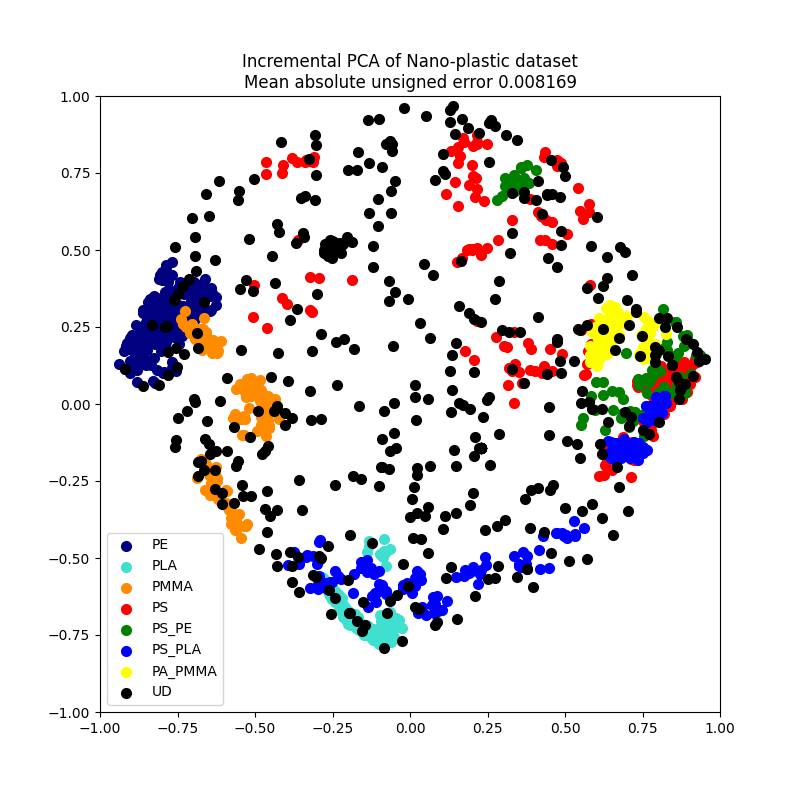 Incremental PCA of Nano-plastic dataset
Mean absolute unsigned error 0.008169
1.00
0.75
0.50
0.25
0.00
−0.25
−0.50
−0.75
−1.00
PE
PLA
PMMA
PS
PS_PE
PS_PLA
PA_PMMA
UD
−1.00 −0.75 −0.50 −0.25 0.00 0.25 0.50 0.75 1.00